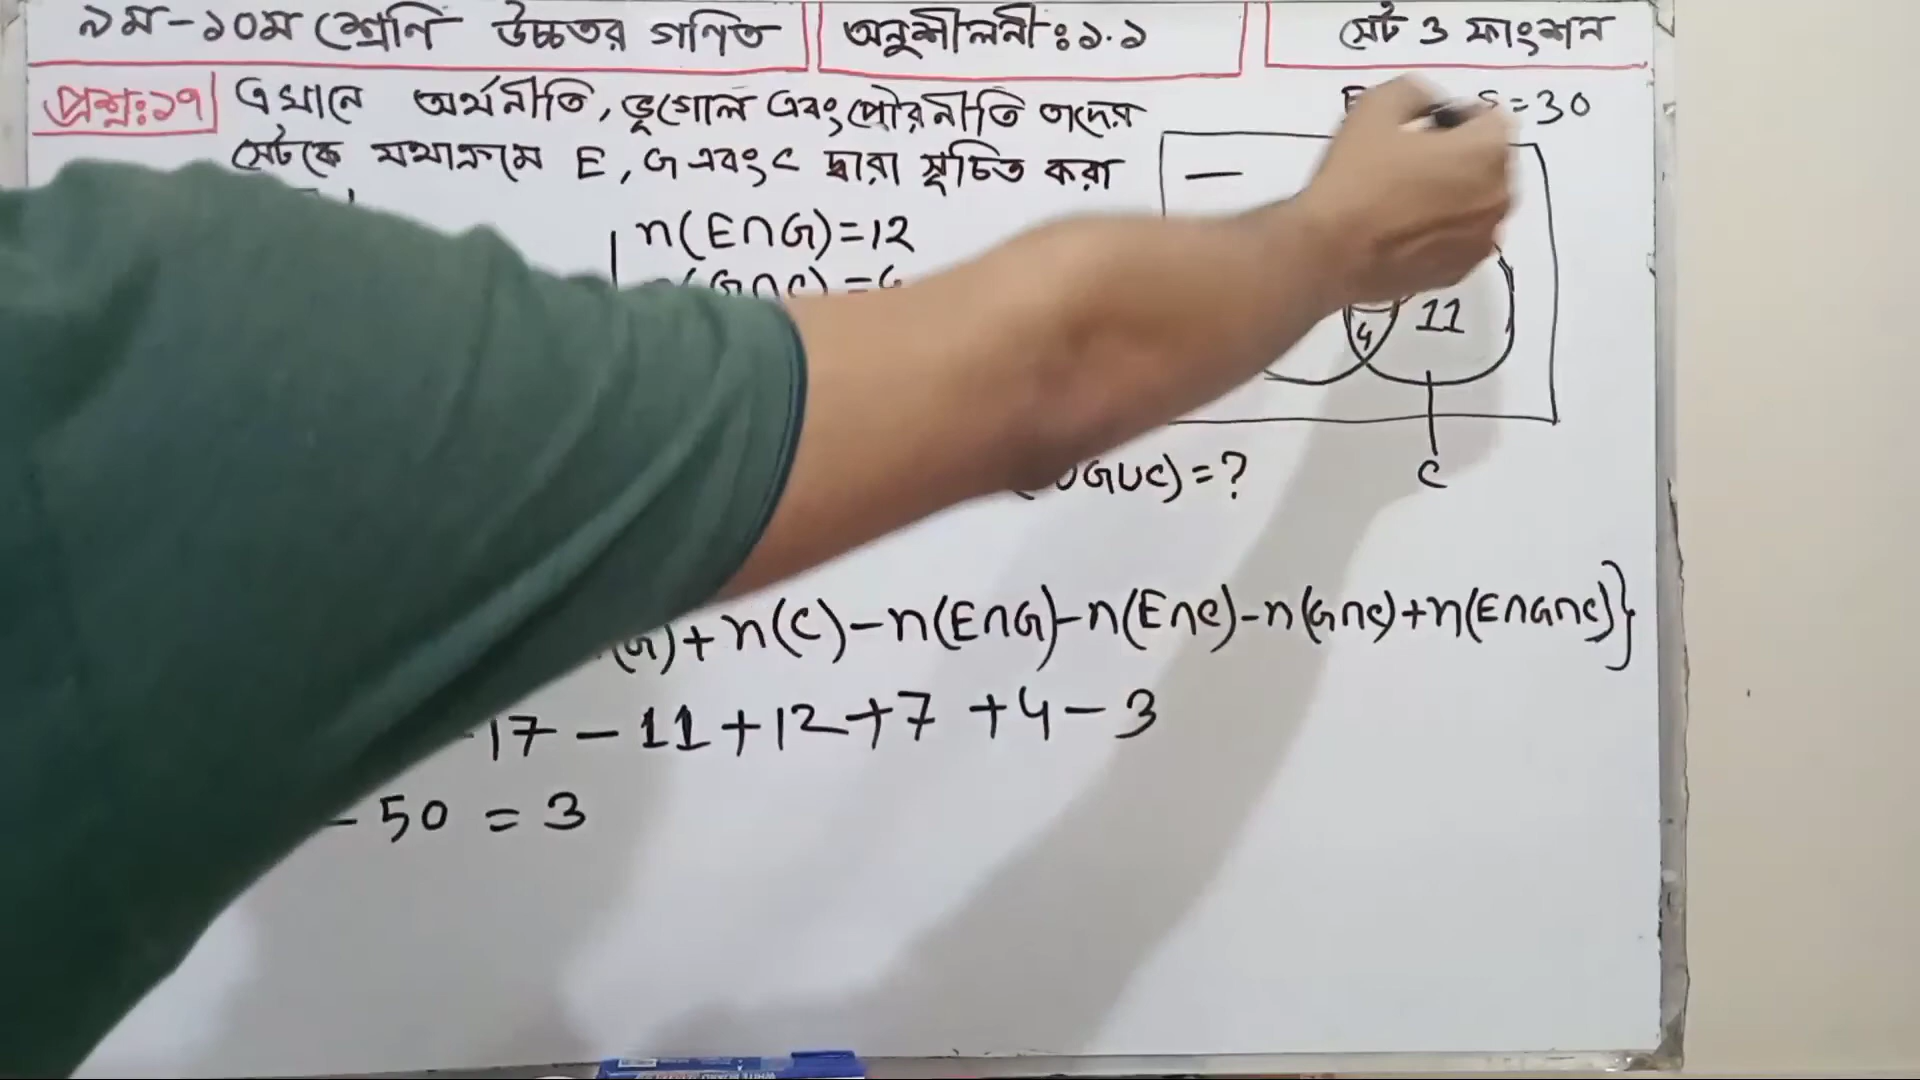 ৯ম-১০ম শ্রেণি উচ্চতর গণিত অনুশীলনী: ১.১ সেট ও ফাংশন
প্রশ্ন:১৭ এখানে অর্থনীতি, ভূগোল এবং পৌরনীতি তাদের
সেটকে যথাক্রমে E, G এবং C দ্বারা সূচিত করা
S=30
n(E∩G)=12
(G∩C) =
4 11
C
GUC)=?
+n(C)-n(E∩G)-n(E∩C)-n(G∩C)+n(E∩G∩C)}
17 - 11+12+7 +4-3
- 50 = 3